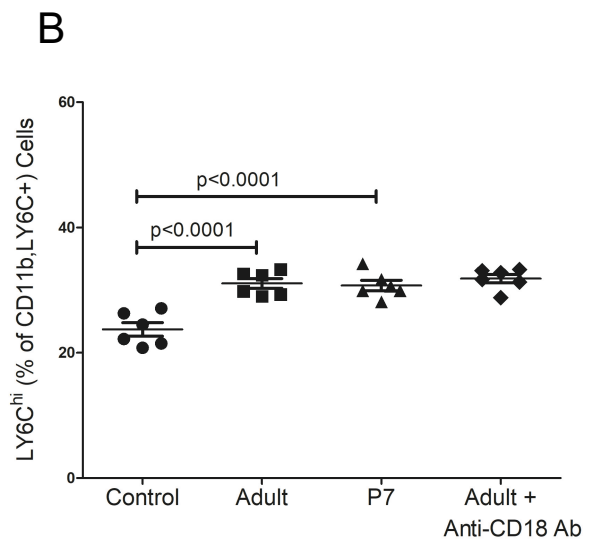 B
LY6Chi (% of CD11b,LY6C+) Cells
60
40
20
0
p<0.0001
p<0.0001
Control
Adult
P7
Adult +
Anti-CD18 Ab